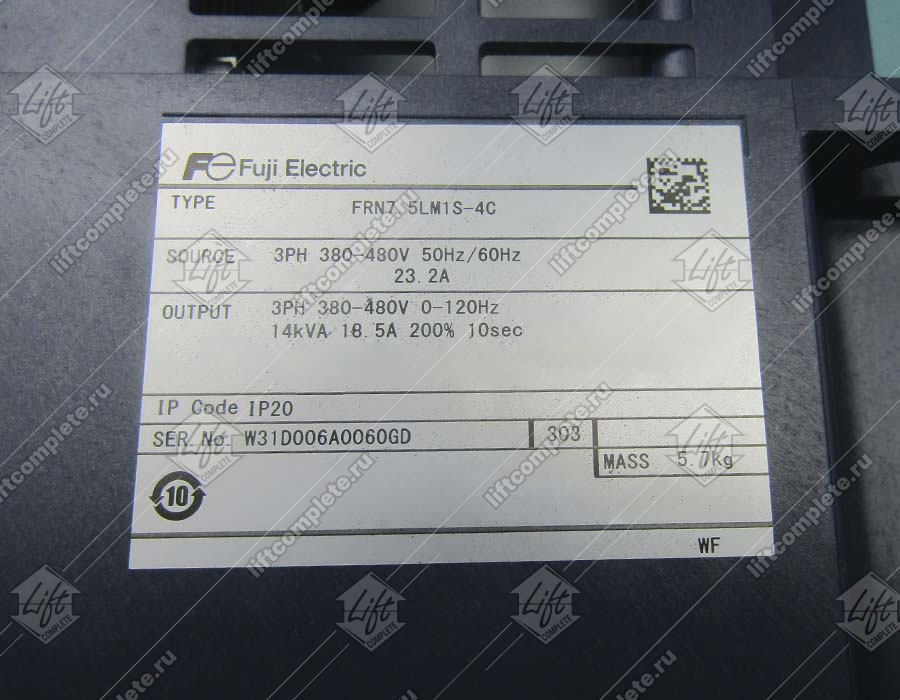 Fe Fuji Electric
TYPE FRN7.5LM1S-4C
SOURCE 3PH 380-480V 50Hz/60Hz
23.2A
OUTPUT 3PH 380-480V 0-120Hz
14kVA 18.5A 200% 10sec
IP Code IP20
SER.No. W31D006A0060GD 303
MASS 5.7kg
10
WF
Lift COMPLETE
liftcomplete.ru